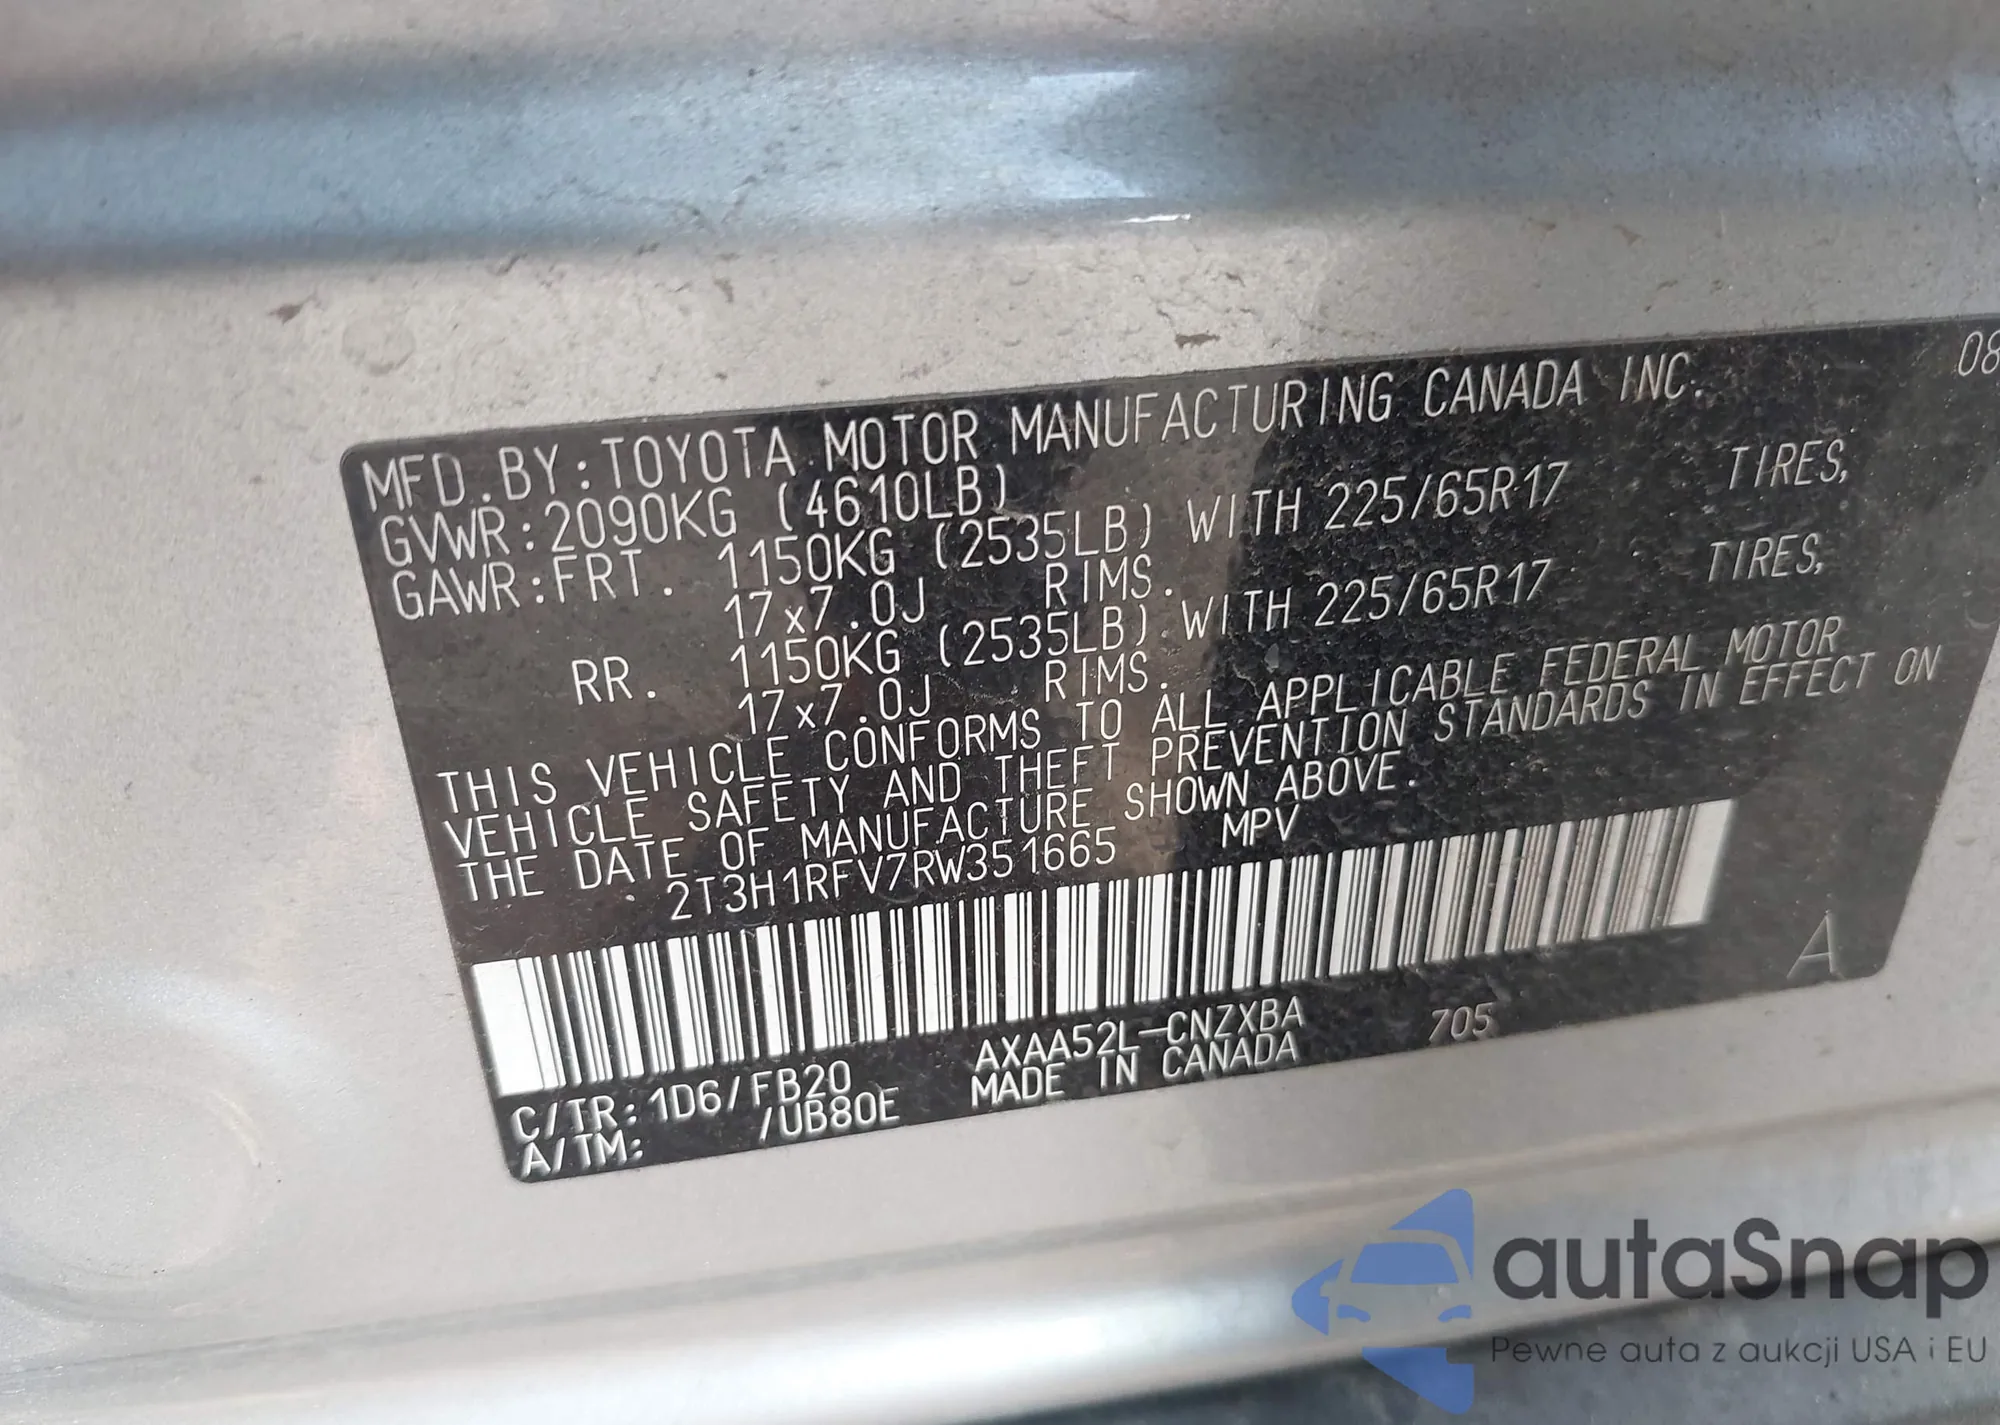 08
MFD.BY:TOYOTA MOTOR MANUFACTURING CANADA INC.
GVWR:2090KG (4610LB)
GAWR:FRT. 1150KG (2535LB) WITH 225/65R17 TIRES,
17x7.0J RIMS.
RR. 1150KG (2535LB) WITH 225/65R17 TIRES,
17x7.0J RIMS.
THIS VEHICLE CONFORMS TO ALL APPLICABLE FEDERAL MOTOR
VEHICLE SAFETY AND THEFT PREVENTION STANDARDS IN EFFECT ON
THE DATE OF MANUFACTURE SHOWN ABOVE.
2T3H1RFV7RW351665 MPV
A
C/TR:1D6/FB20 AXAA52L-CNZXBA 705
A/TM: /UB80E MADE IN CANADA
autaSnap
Pewne auta z aukcji USA i EU